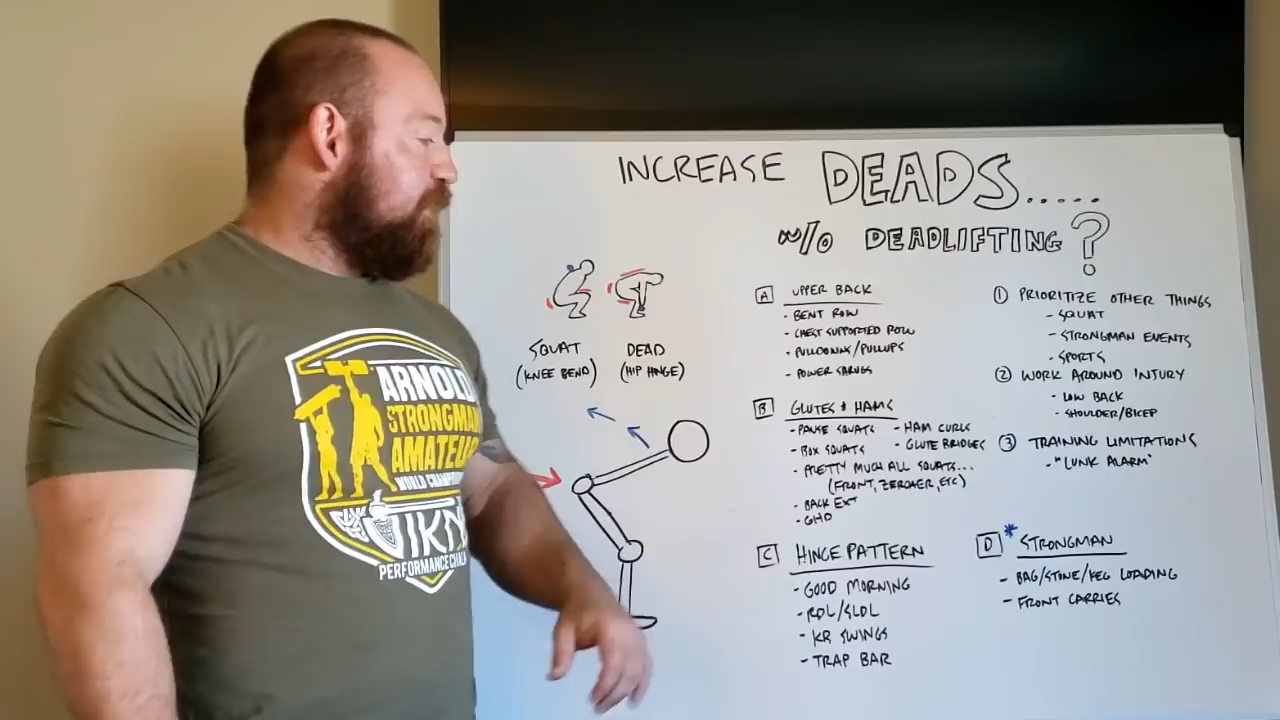 INCREASE DEADS.....
W/O DEADLIFTING?
SQUAT
(KNEE BEND)
DEAD
(HIP HINGE)
A UPPER BACK
- BENT ROW
- CHEST SUPPORTED ROW
- PULLDOWNS/PULLUPS
- POWER SHRUGS
B GLUTES & HAMS
- PAUSE SQUATS
- BOX SQUATS
- PRETTY MUCH ALL SQUATS...
(FRONT, ZERCHER, ETC)
- BACK EXT
- GHD
- HAM CURLS
- GLUTE BRIDGES
C HINGE PATTERN
- GOOD MORNING
- RDL/SLDL
- KB SWINGS
- TRAP BAR
1 PRIORITIZE OTHER THINGS
- SQUAT
- STRONGMAN EVENTS
- SPORTS
2 WORK AROUND INJURY
- LOW BACK
- SHOULDER/BICEP
3 TRAINING LIMITATIONS
- "LUNK ALARM"
D * STRONGMAN
- BAG/STONE/KEG LOADING
- FRONT CARRIES
ARNOLD
STRONGMAN
AMATEU
WORLD CHAMPIO
VIKN
PERFORMANCE CHALK